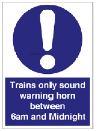 Trains only sound
warning horn
between
6am and Midnight